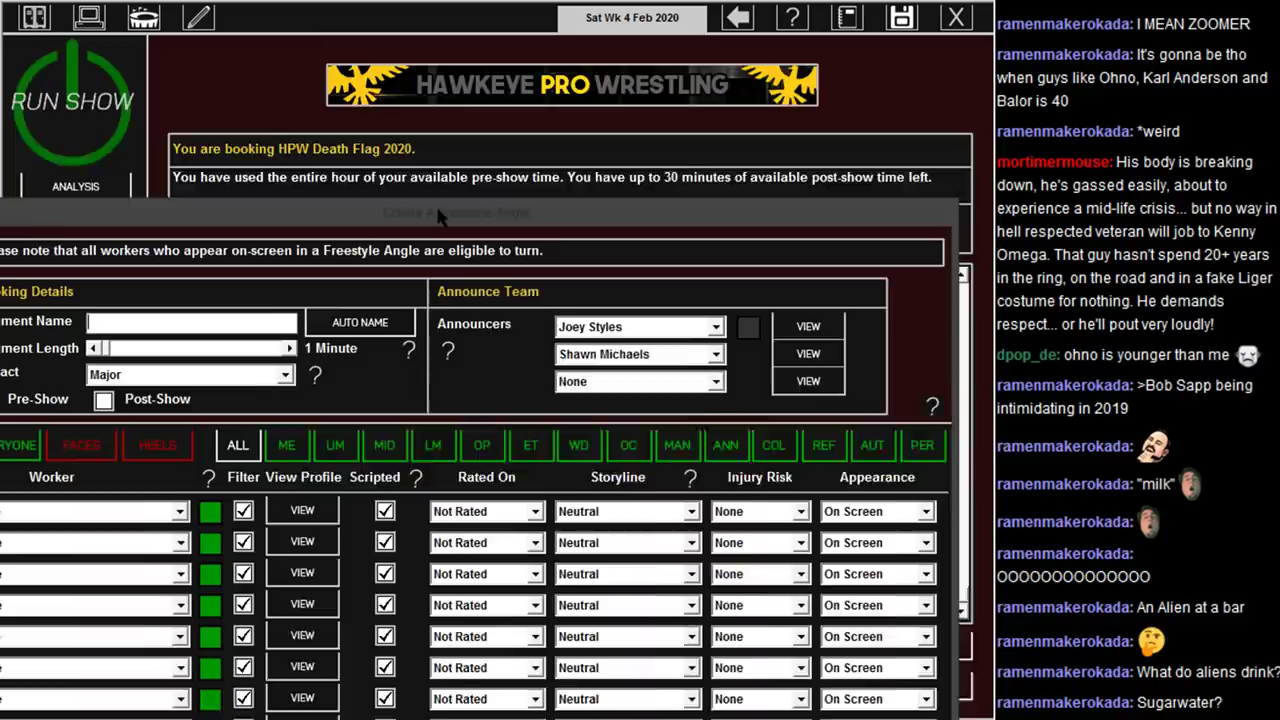 Sat Wk 4 Feb 2020
?
X
RUN SHOW
ANALYSIS
HAWKEYE PRO WRESTLING
You are booking HPW Death Flag 2020.
You have used the entire hour of your available pre-show time. You have up to 30 minutes of available post-show time left.
ase note that all workers who appear on-screen in a Freestyle Angle are eligible to turn.
king Details
Announce Team
ment Name
AUTO NAME
Announcers
Joey Styles
VIEW
ment Length
1 Minute
?
?
Shawn Michaels
VIEW
act
Major
?
None
VIEW
Pre-Show
Post-Show
?
RYONE
FACES
HEELS
ALL
ME
UM
MID
LM
OP
ET
WD
OC
MAN
ANN
COL
REF
AUT
PER
Worker
?
Filter
View Profile
Scripted
?
Rated On
Storyline
?
Injury Risk
Appearance
VIEW
Not Rated
Neutral
None
On Screen
VIEW
Not Rated
Neutral
None
On Screen
VIEW
Not Rated
Neutral
None
On Screen
VIEW
Not Rated
Neutral
None
On Screen
VIEW
Not Rated
Neutral
None
On Screen
VIEW
Not Rated
Neutral
None
On Screen
VIEW
Not Rated
Neutral
None
On Screen
ramenmakerokada: I MEAN ZOOMER
ramenmakerokada: It's gonna be tho
when guys like Ohno, Karl Anderson and
Balor is 40
ramenmakerokada: *weird
mortimermouse: His body is breaking
down, he's gassed easily, about to
experience a mid-life crisis... but no way in
hell respected veteran will job to Kenny
Omega. That guy hasn't spend 20+ years
in the ring, on the road and in a fake Liger
costume for nothing. He demands
respect... or he'll pout very loudly!
dpop_de: ohno is younger than me
ramenmakerokada: >Bob Sapp being
intimidating in 2019
ramenmakerokada:
ramenmakerokada: "milk"
ramenmakerokada:
ramenmakerokada:
OOOOOOOOOOOOOO
ramenmakerokada: An Alien at a bar
ramenmakerokada:
ramenmakerokada: What do aliens drink?
ramenmakerokada: Sugarwater?